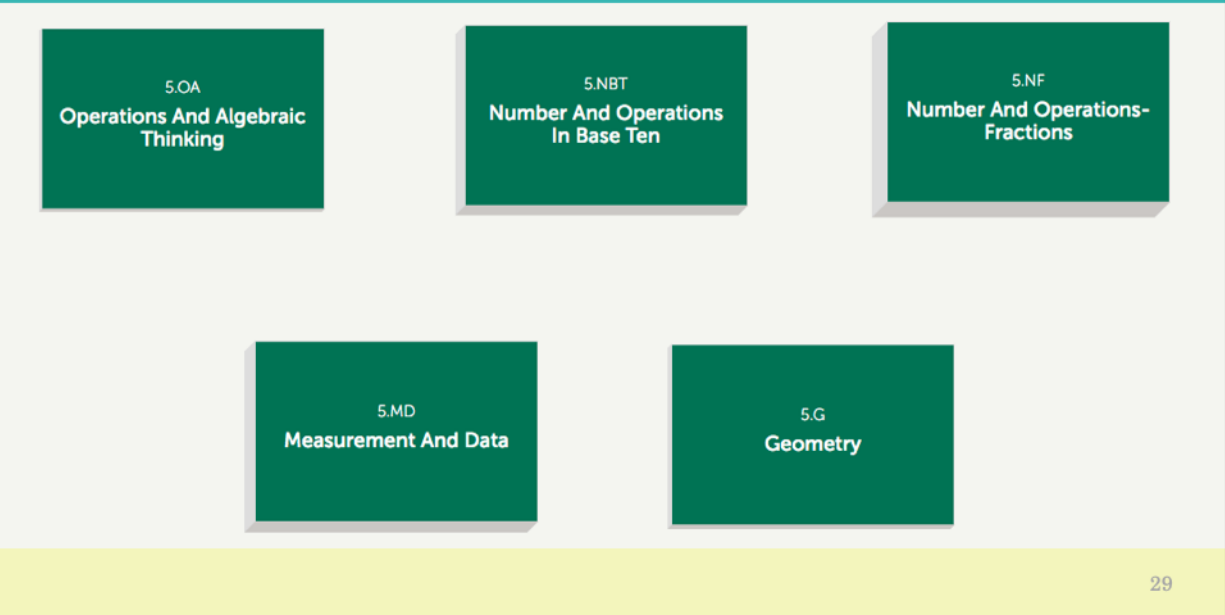 5.OA
Operations And Algebraic
Thinking
5.NBT
Number And Operations
In Base Ten
5.NF
Number And Operations-
Fractions
5.MD
Measurement And Data
5.G
Geometry
29